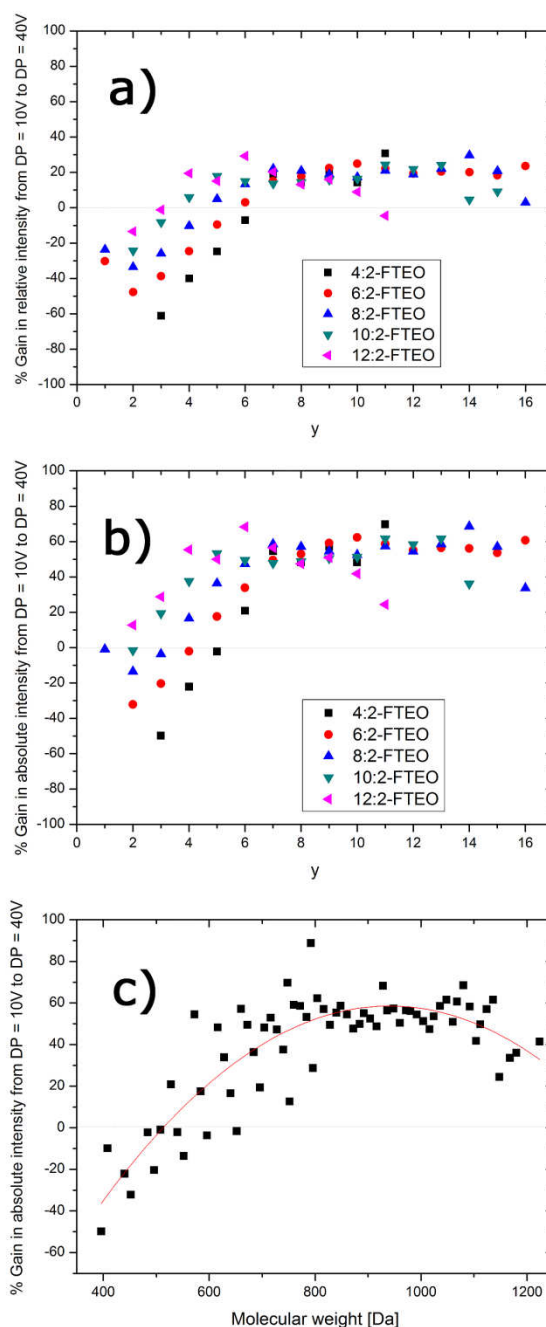 % Gain in relative intensity from DP = 10V to DP = 40V
100
80
60
40
20
0
-20
-40
-60
-80
-100
a)
4:2-FTEO
6:2-FTEO
8:2-FTEO
10:2-FTEO
12:2-FTEO
0 2 4 6 8 10 12 14 16
y
% Gain in absolute intensity from DP = 10V to DP = 40V
100
80
60
40
20
0
-20
-40
-60
-80
-100
b)
4:2-FTEO
6:2-FTEO
8:2-FTEO
10:2-FTEO
12:2-FTEO
0 2 4 6 8 10 12 14 16
y
% Gain in absolute intensity from DP = 10V to DP = 40V
100
80
60
40
20
0
-20
-40
-60
c)
400 600 800 1000 1200
Molecular weight [Da]